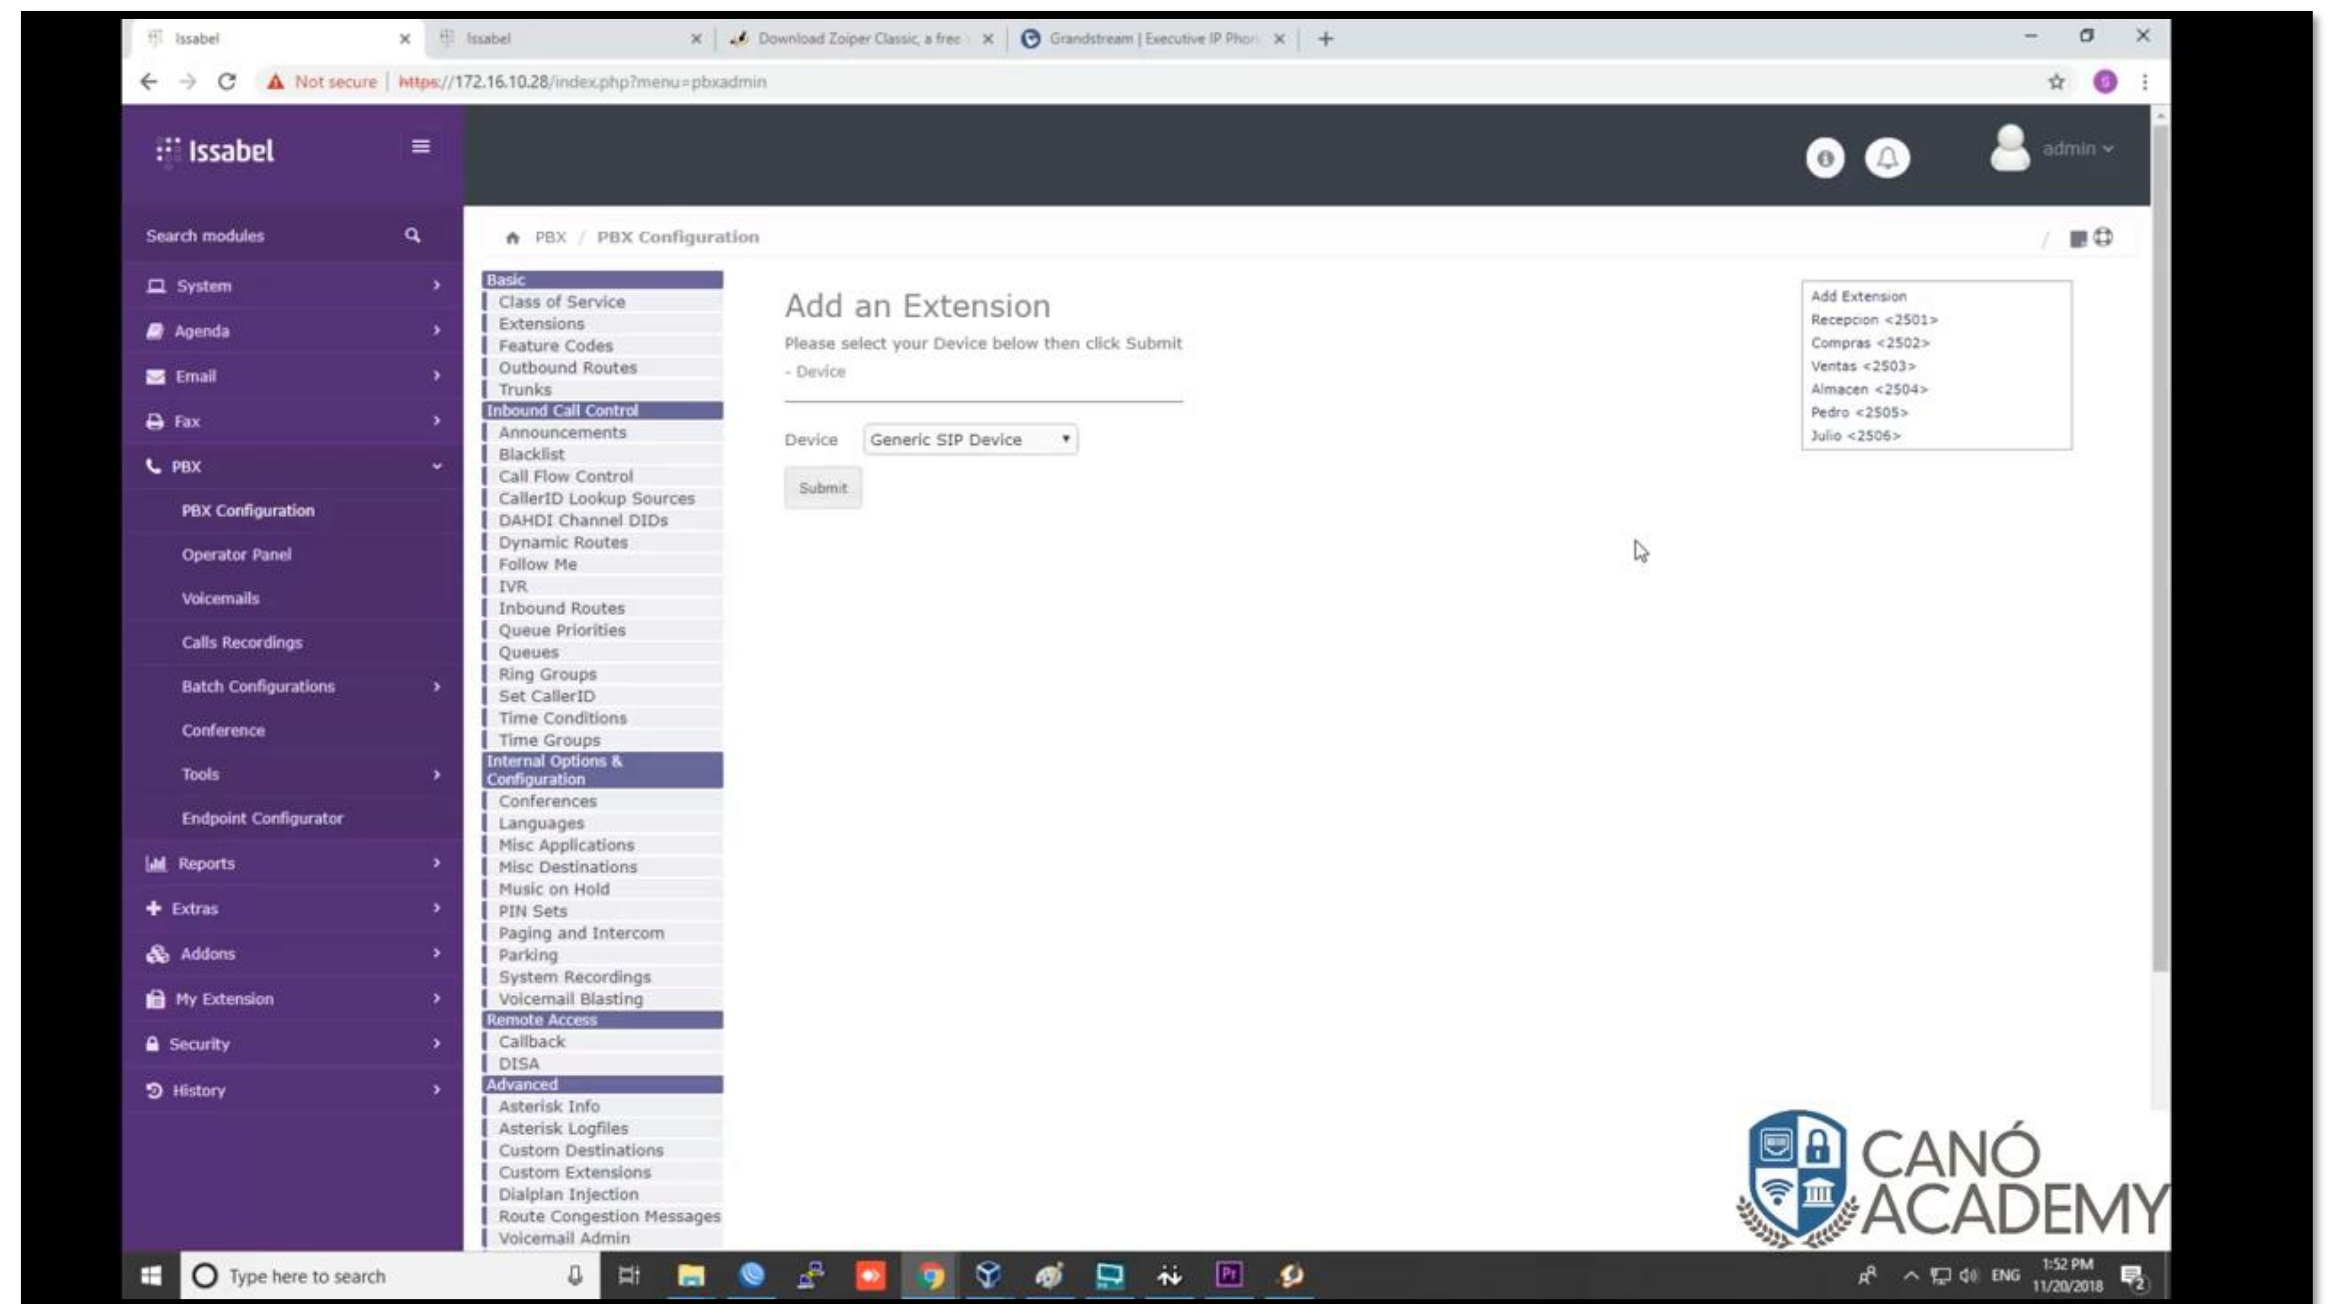 Issabel
Issabel
Download Zoiper Classic, a free
Grandstream | Executive IP Phon
Not secure | https://172.16.10.28/index.php?menu=pbxadmin
Issabel
admin
Search modules
PBX / PBX Configuration
System
Agenda
Email
Fax
PBX
PBX Configuration
Operator Panel
Voicemails
Calls Recordings
Batch Configurations
Conference
Tools
Endpoint Configurator
Reports
Extras
Addons
My Extension
Security
History
Basic
Class of Service
Extensions
Feature Codes
Outbound Routes
Trunks
Inbound Call Control
Announcements
Blacklist
Call Flow Control
CallerID Lookup Sources
DAHDI Channel DIDs
Dynamic Routes
Follow Me
IVR
Inbound Routes
Queue Priorities
Queues
Ring Groups
Set CallerID
Time Conditions
Time Groups
Internal Options &
Configuration
Conferences
Languages
Misc Applications
Misc Destinations
Music on Hold
PIN Sets
Paging and Intercom
Parking
System Recordings
Voicemail Blasting
Remote Access
Callback
DISA
Advanced
Asterisk Info
Asterisk Logfiles
Custom Destinations
Custom Extensions
Dialplan Injection
Route Congestion Messages
Voicemail Admin
Add an Extension
Please select your Device below then click Submit
- Device
Device Generic SIP Device
Submit
Add Extension
Recepcion <2501>
Compras <2502>
Ventas <2503>
Almacen <2504>
Pedro <2505>
Julio <2506>
CANÓ
ACADEMY
Type here to search
Pr
ENG
1:52 PM
11/20/2018
2